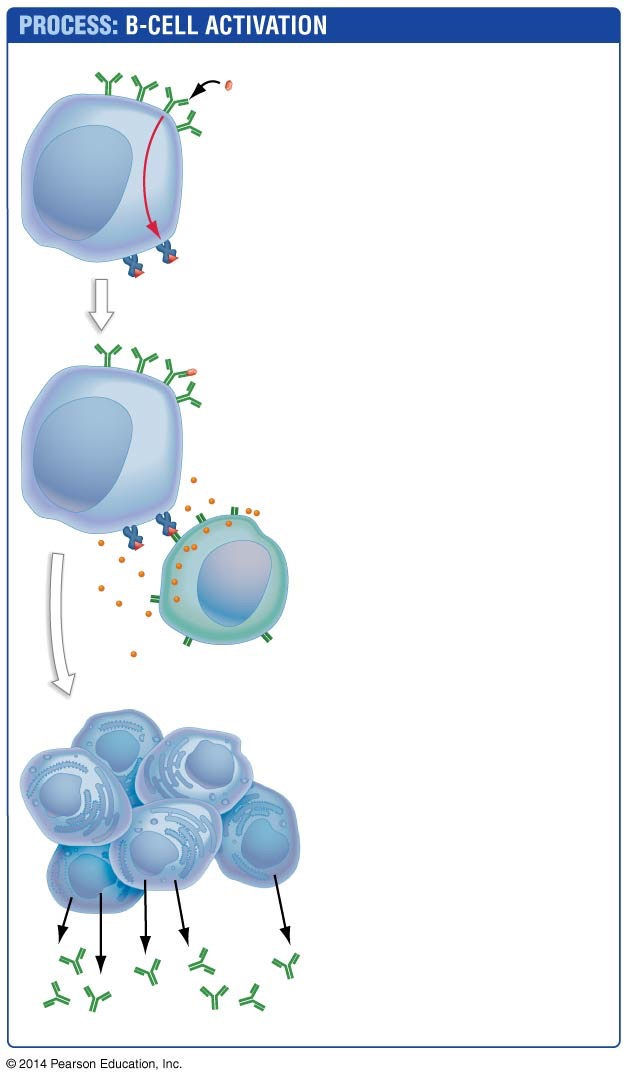 PROCESS: B-CELL ACTIVATION
© 2014 Pearson Education, Inc.